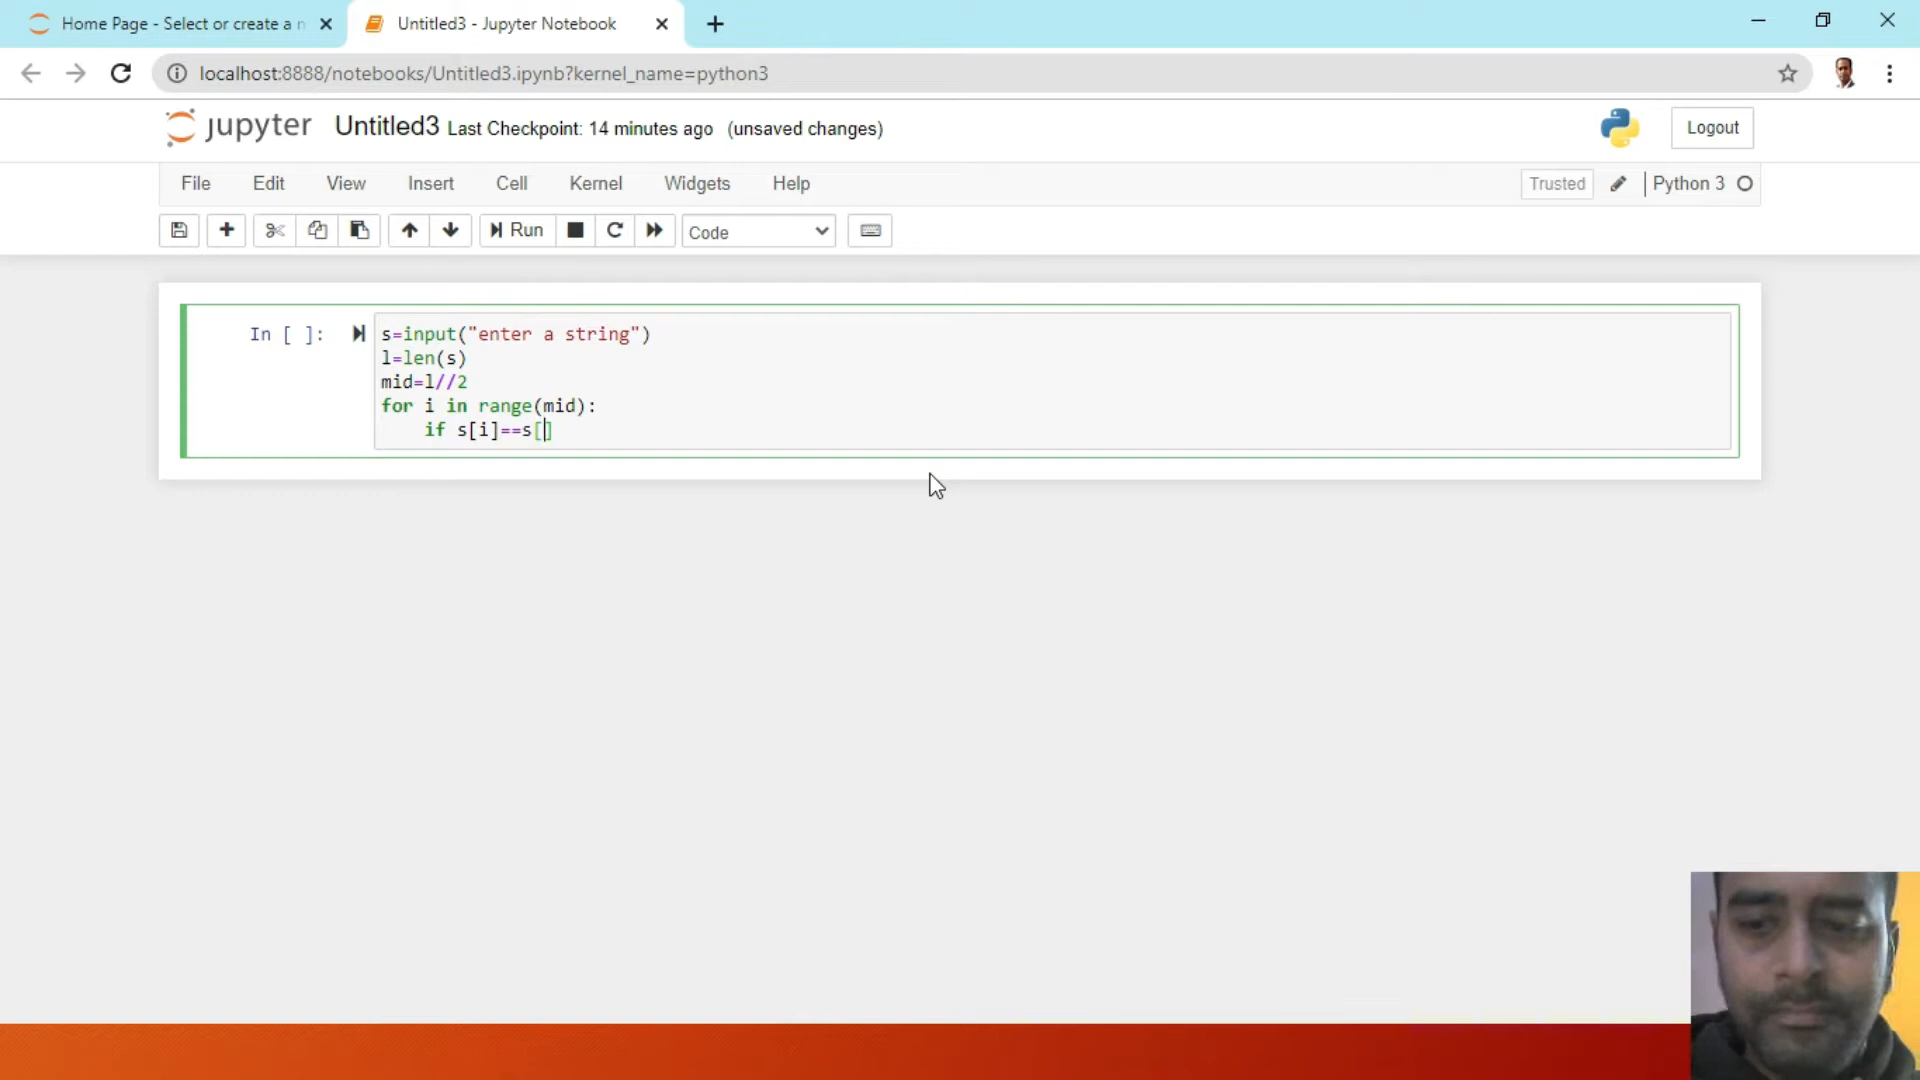 Home Page - Select or create a n
Untitled3 - Jupyter Notebook
localhost:8888/notebooks/Untitled3.ipynb?kernel_name=python3
jupyter Untitled3 Last Checkpoint: 14 minutes ago (unsaved changes)
Logout
File Edit View Insert Cell Kernel Widgets Help
Trusted Python 3
Run Code
In [ ]:
s=input("enter a string")
l=len(s)
mid=l//2
for i in range(mid):
    if s[i]==s[]